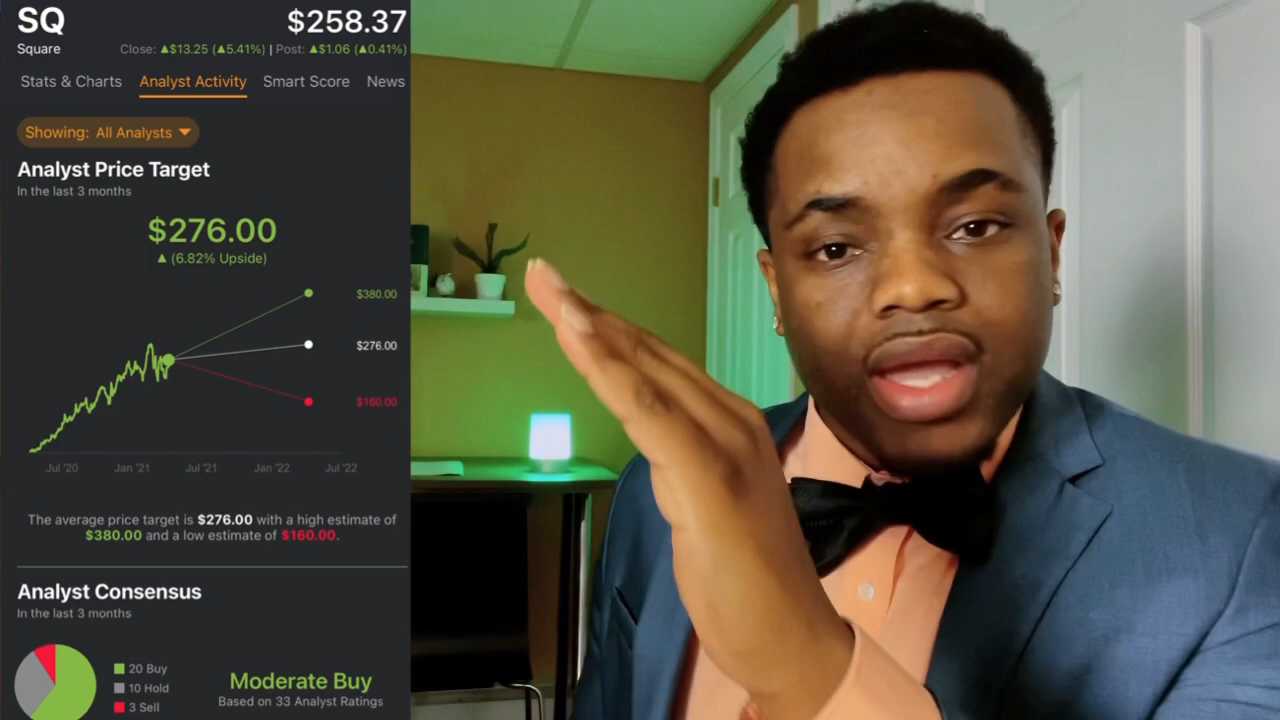 SQ
$258.37
Square
Close: ▲$13.25 (▲5.41%) | Post: ▲$1.06 (▲0.41%)
Stats & Charts Analyst Activity Smart Score News
Showing: All Analysts
Analyst Price Target
In the last 3 months
$276.00
▲ (6.82% Upside)
$380.00
$276.00
$160.00
Jul '20 Jan '21 Jul '21 Jan '22 Jul '22
The average price target is $276.00 with a high estimate of
$380.00 and a low estimate of $160.00.
Analyst Consensus
In the last 3 months
20 Buy
10 Hold
3 Sell
Moderate Buy
Based on 33 Analyst Ratings